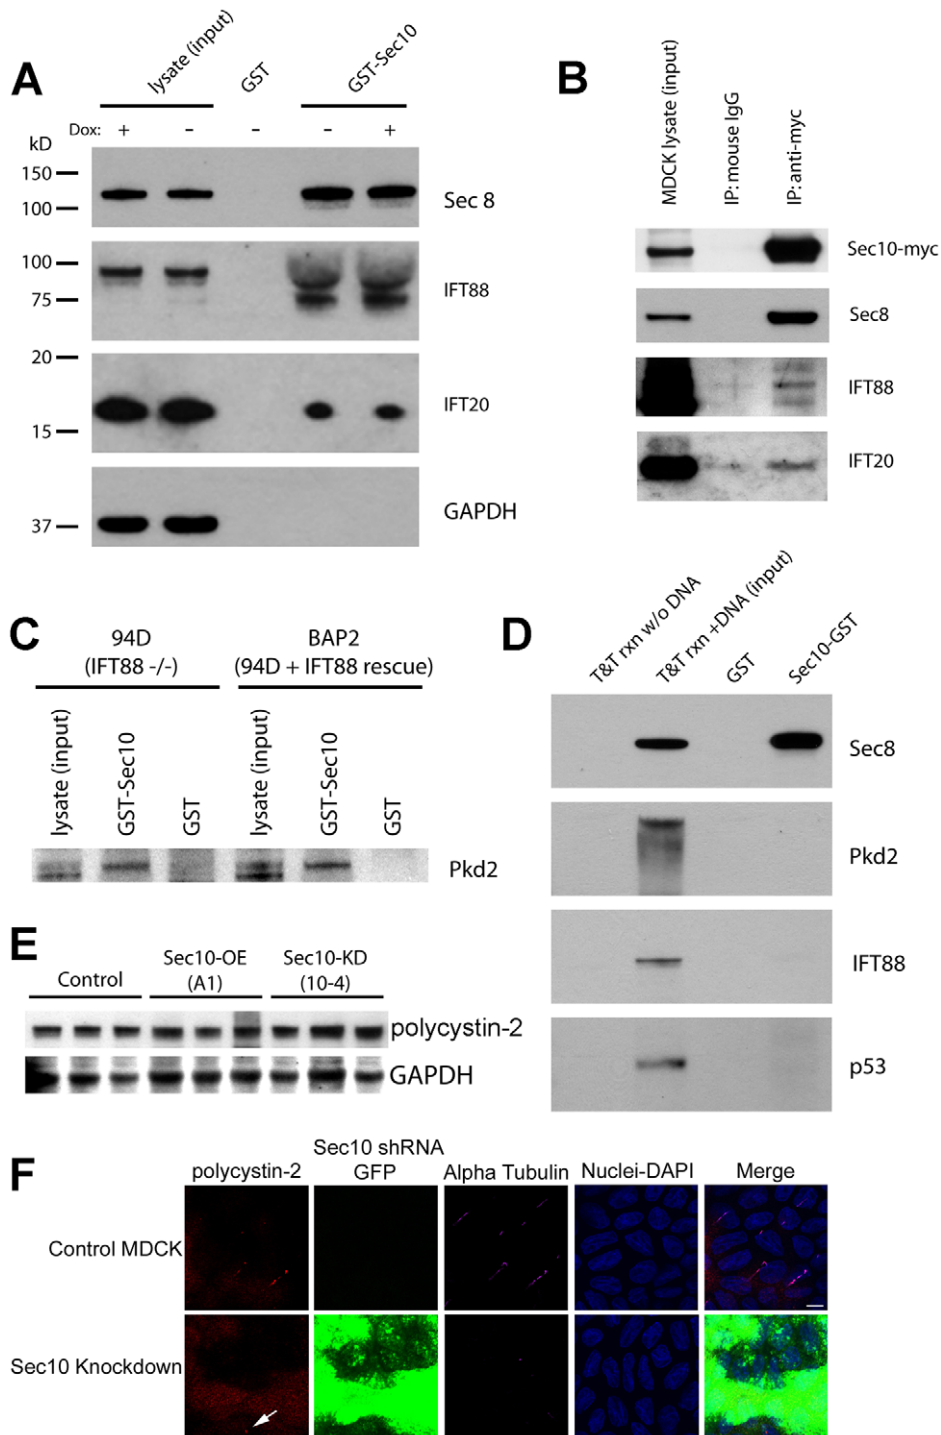 A
lysate (input)
GST
GST-Sec10
Dox: + - - - +
kD
150
100
Sec 8
100
75
IFT88
20
15
IFT20
37
GAPDH
B
MDCK lysate (input)
IP: mouse IgG
IP: anti-myc
Sec10-myc
Sec8
IFT88
IFT20
C
94D
(IFT88 -/-)
BAP2
(94D + IFT88 rescue)
lysate (input)
GST-Sec10
GST
lysate (input)
GST-Sec10
GST
Pkd2
D
T&T rxn w/o DNA
T&T rxn +DNA (input)
GST
Sec10-GST
Sec8
Pkd2
IFT88
p53
E
Control
Sec10-OE
(A1)
Sec10-KD
(10-4)
polycystin-2
GAPDH
F
polycystin-2
Sec10 shRNA
GFP
Alpha Tubulin
Nuclei-DAPI
Merge
Control MDCK
Sec10 Knockdown